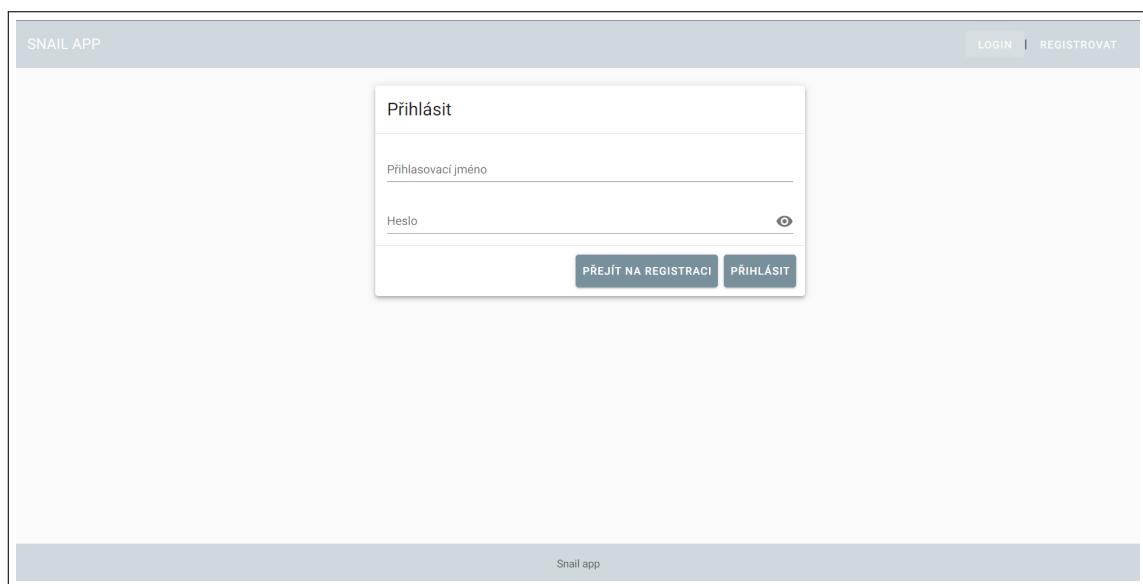 SNAIL APP
LOGIN | REGISTROVAT
Přihlásit
Přihlasovací jméno
Heslo
PŘEJÍT NA REGISTRACI PŘIHLÁSIT
Snail app